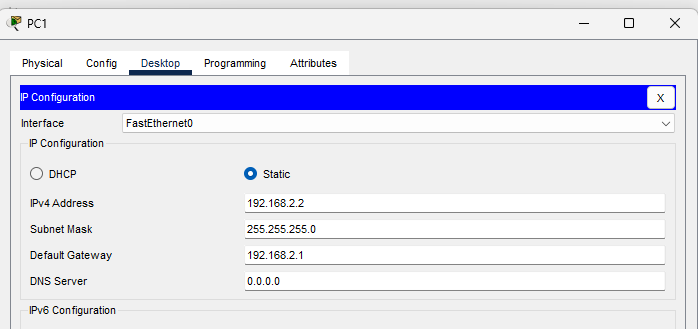 PC1
Physical Config Desktop Programming Attributes
IP Configuration X
Interface FastEthernet0
IP Configuration
DHCP Static
IPv4 Address 192.168.2.2
Subnet Mask 255.255.255.0
Default Gateway 192.168.2.1
DNS Server 0.0.0.0
IPv6 Configuration